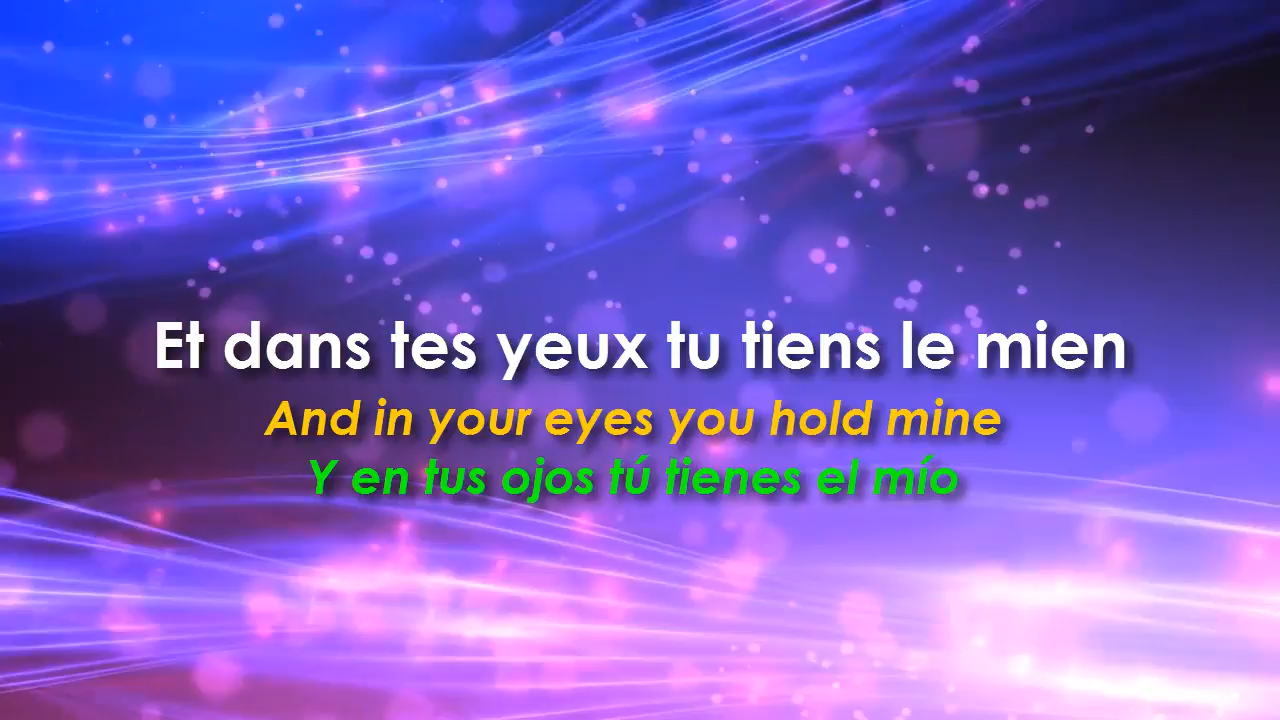 Et dans tes yeux tu tiens le mien
And in your eyes you hold mine
Y en tus ojos tú tienes el mío